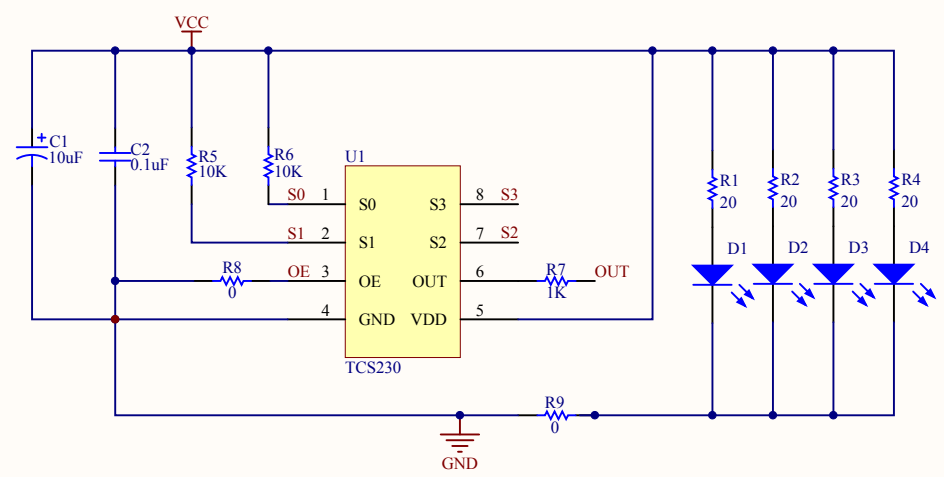 VCC
C1
10uF
C2
0.1uF
R5
10K
R6
10K
U1
R1
20
R2
20
R3
20
R4
20
S0 1 S0 S3 8 S3
S1 2 S1 S2 7 S2
R8
0
OE 3 OE OUT 6
R7
1K
OUT
4 GND VDD 5
TCS230
D1
D2
D3
D4
R9
0
GND